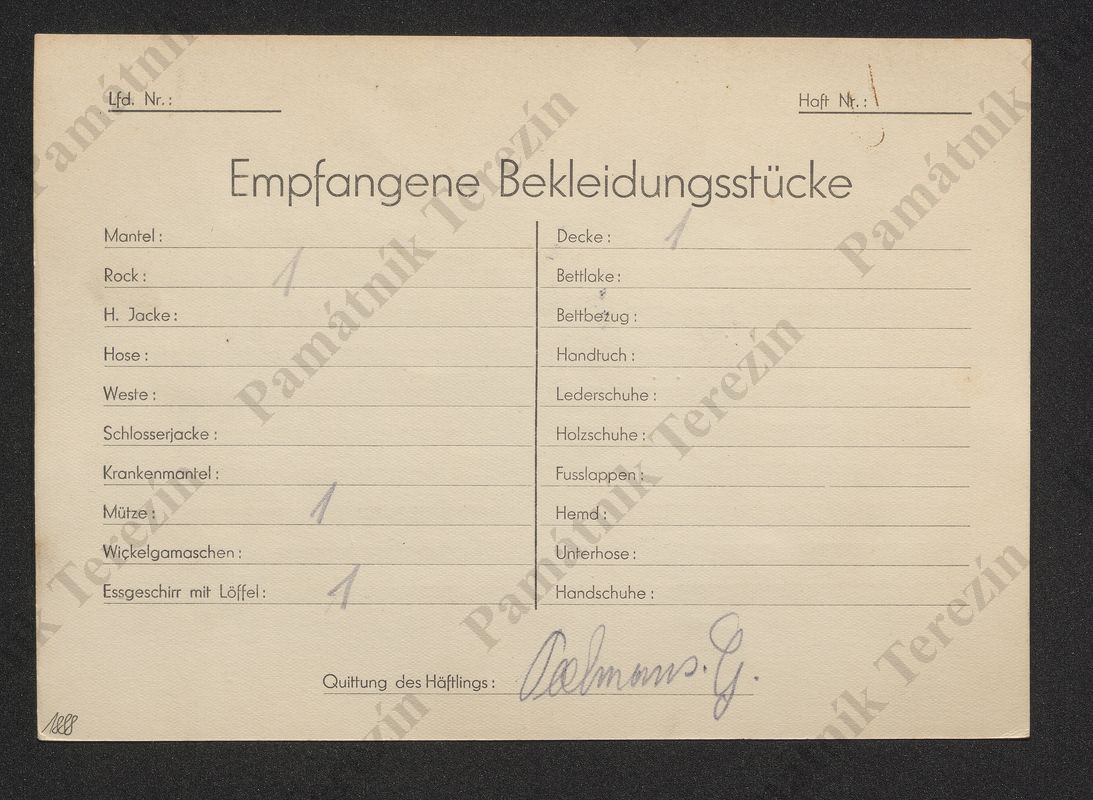 Lfd. Nr.:
Haft Nr.:
Empfangene Bekleidungsstücke
Mantel:
Rock: 1
H. Jacke:
Hose:
Weste:
Schlosserjacke:
Krankenmantel:
Mütze: 1
Wickelgamaschen:
Essgeschirr mit Löffel: 1
Decke: 1
Bettlake:
Bettbezug:
Handtuch:
Lederschuhe:
Holzschuhe:
Fusslappen:
Hemd:
Unterhose:
Handschuhe:
Quittung des Häftlings: Poelmans. G.
1888
Památník Terezín